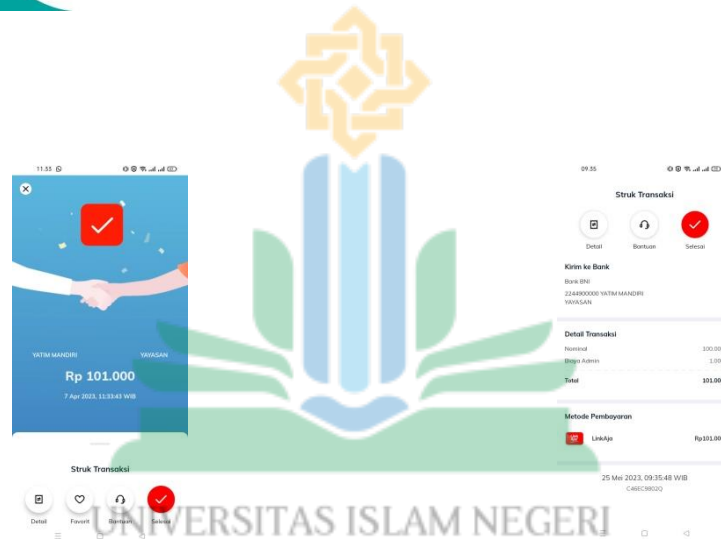 11.33
YATIM MANDIRI YAYASAN
Rp 101.000
7 Apr 2023, 11:33:43 WIB
Struk Transaksi
Detail Favorit Bantuan Selesai
09.35
Struk Transaksi
Detail Bantuan Selesai
Kirim ke Bank
Bank BNI
2244900000 YATIM MANDIRI
YAYASAN
Detail Transaksi
Nominal 100.00
Biaya Admin 1.00
Total 101.00
Metode Pembayaran
LinkAja Rp101.00
25 Mei 2023, 09:35:48 WIB
UNIVERSITAS ISLAM NEGERI